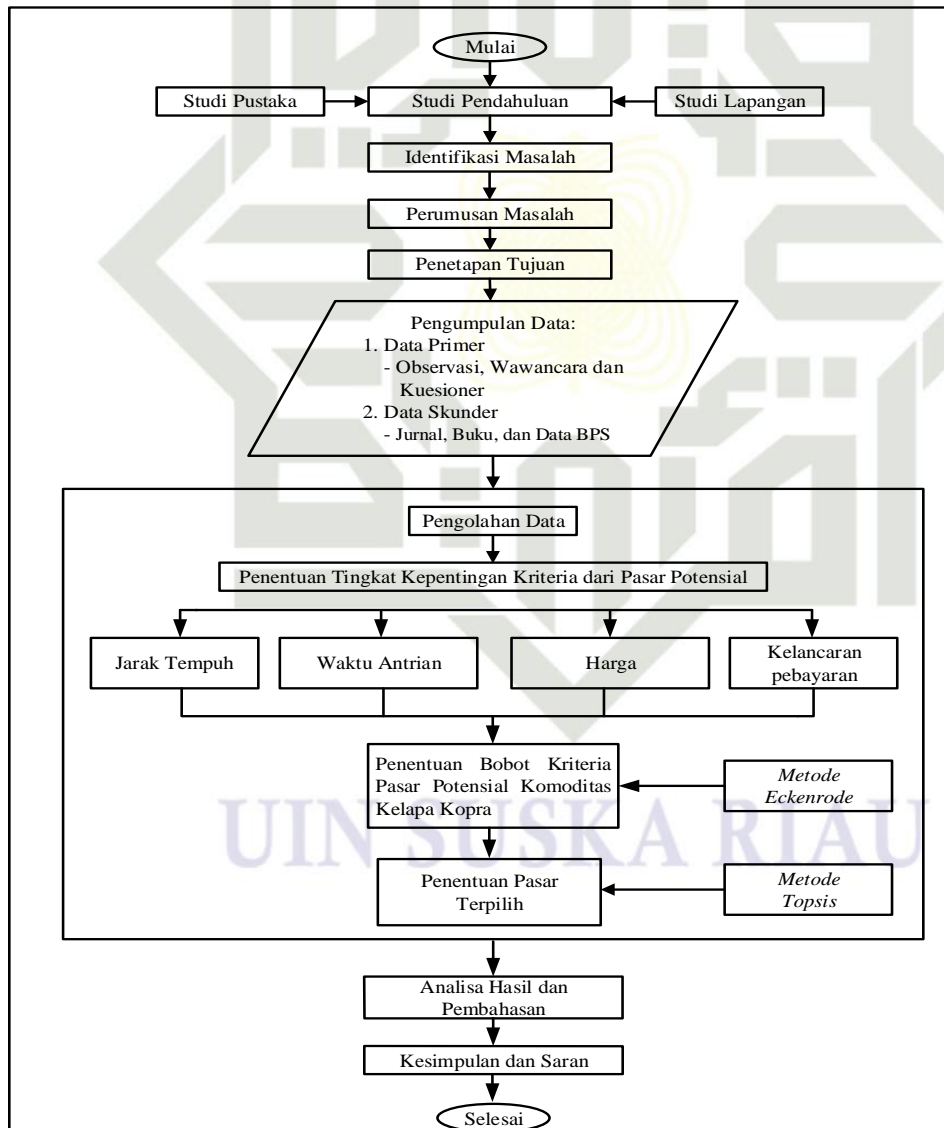 Mulai
Studi Pustaka
Studi Pendahuluan
Studi Lapangan
Identifikasi Masalah
Perumusan Masalah
Penetapan Tujuan
Pengumpulan Data:
1. Data Primer
- Observasi, Wawancara dan
Kuesioner
2. Data Skunder
- Jurnal, Buku, dan Data BPS
Pengolahan Data
Penentuan Tingkat Kepentingan Kriteria dari Pasar Potensial
Jarak Tempuh
Waktu Antrian
Harga
Kelancaran
pebayaran
Penentuan Bobot Kriteria
Pasar Potensial Komoditas
Kelapa Kopra
Metode
Eckenrode
UIN SUSKA RIAU
Penentuan Pasar
Terpilih
Metode
Topsis
Analisa Hasil dan
Pembahasan
Kesimpulan dan Saran
Selesai